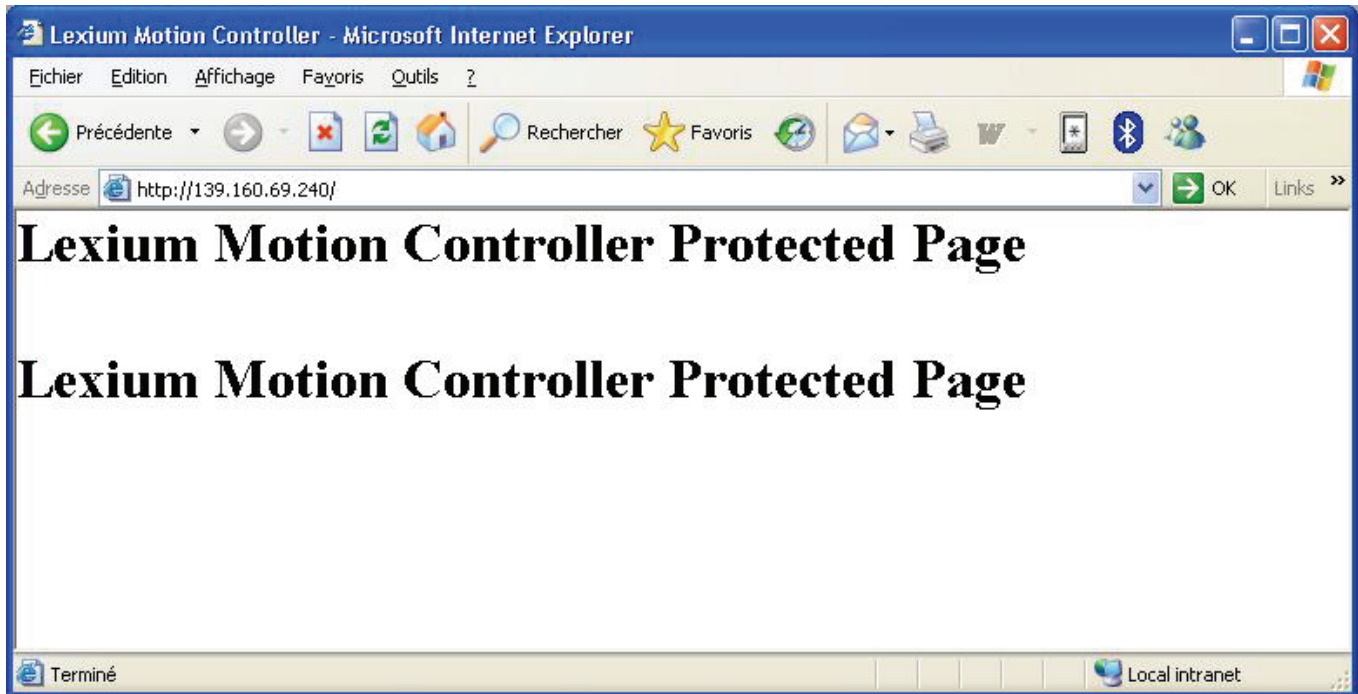 Lexium Motion Controller - Microsoft Internet Explorer
Fichier Edition Affichage Favoris Outils ?
Précédente Rechercher Favoris W
Adresse http://139.160.69.240/ OK Links »
Lexium Motion Controller Protected Page
Lexium Motion Controller Protected Page
Terminé Local intranet